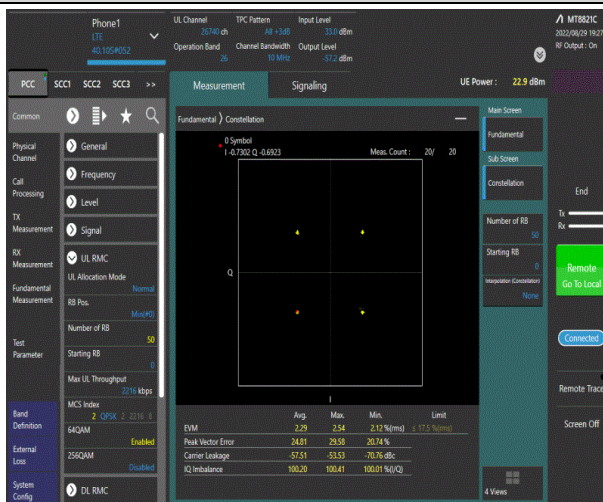 Phone1
LTE
40.105#052
UL Channel TPC Pattern Input Level
26740 ch All +3dB 33.0 dBm
Operation Band Channel Bandwidth Output Level
26 10 MHz -57.2 dBm
MT8821C
2022/08/29 19:27
RF Output : On
PCC SCC1 SCC2 SCC3 >>
Measurement Signaling
UE Power : 22.9 dBm
Common
Physical
Channel
Call
Processing
TX
Measurement
RX
Measurement
Fundamental
Measurement
Test
Parameter
Band
Definition
External
Loss
System
Config
General
Frequency
Level
Signal
UL RMC
UL Allocation Mode
Normal
RB Pos.
Min(#0)
Number of RB
50
Starting RB
0
Max UL Throughput
2216 kbps
MCS Index
2 QPSK 2 2216 8
64QAM
Enabled
256QAM
Disabled
DL RMC
Fundamental ⟩ Constellation
0 Symbol
I -0.7302 Q -0.6923
Meas. Count : 20/ 20
Q
I
Avg. Max. Min. Limit
EVM 2.29 2.54 2.12 %(rms) ≤ 17.5 %(rms)
Peak Vector Error 24.81 29.58 20.74 %
Carrier Leakage -57.51 -53.53 -70.76 dBc
IQ Imbalance 100.20 100.41 100.01 %(I/Q)
Main Screen
Fundamental
Sub Screen
Constellation
Number of RB
50
Starting RB
0
Interpolation (Constellation)
None
4 Views
End
Tx
Rx
Remote
Go To Local
Connected
Remote Trace
Screen Off